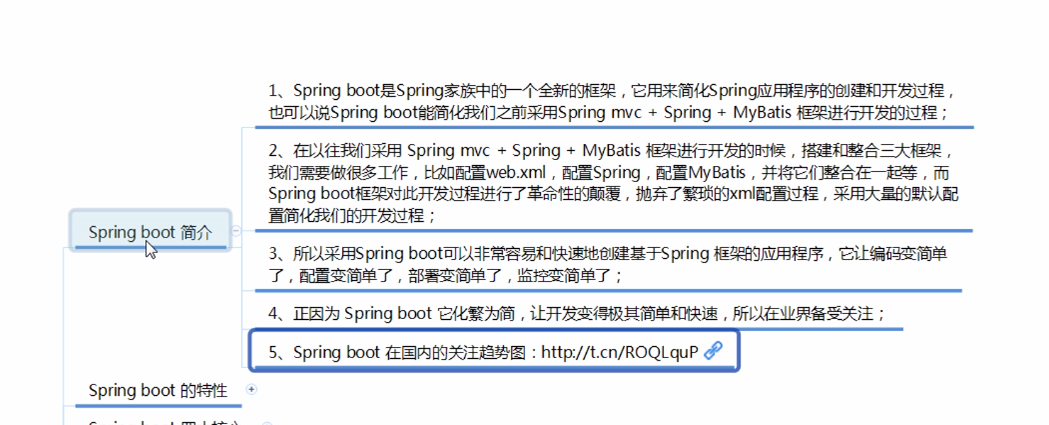 1、Spring boot是Spring家族中的一个全新的框架，它用来简化Spring应用程序的创建和开发过程，
也可以说Spring boot能简化我们之前采用Spring mvc + Spring + MyBatis 框架进行开发的过程；
2、在以往我们采用 Spring mvc + Spring + MyBatis 框架进行开发的时候，搭建和整合三大框架，
我们需要做很多工作，比如配置web.xml，配置Spring，配置MyBatis，并将它们整合在一起等，而
Spring boot框架对此开发过程进行了革命性的颠覆，抛弃了繁琐的xml配置过程，采用大量的默认配
置简化我们的开发过程；
Spring boot 简介
3、所以采用Spring boot可以非常容易和快速地创建基于Spring 框架的应用程序，它让编码变简单
了，配置变简单了，部署变简单了，监控变简单了；
4、正因为 Spring boot 它化繁为简，让开发变得极其简单和快速，所以在业界备受关注；
5、Spring boot 在国内的关注趋势图：http://t.cn/ROQLquP
Spring boot 的特性